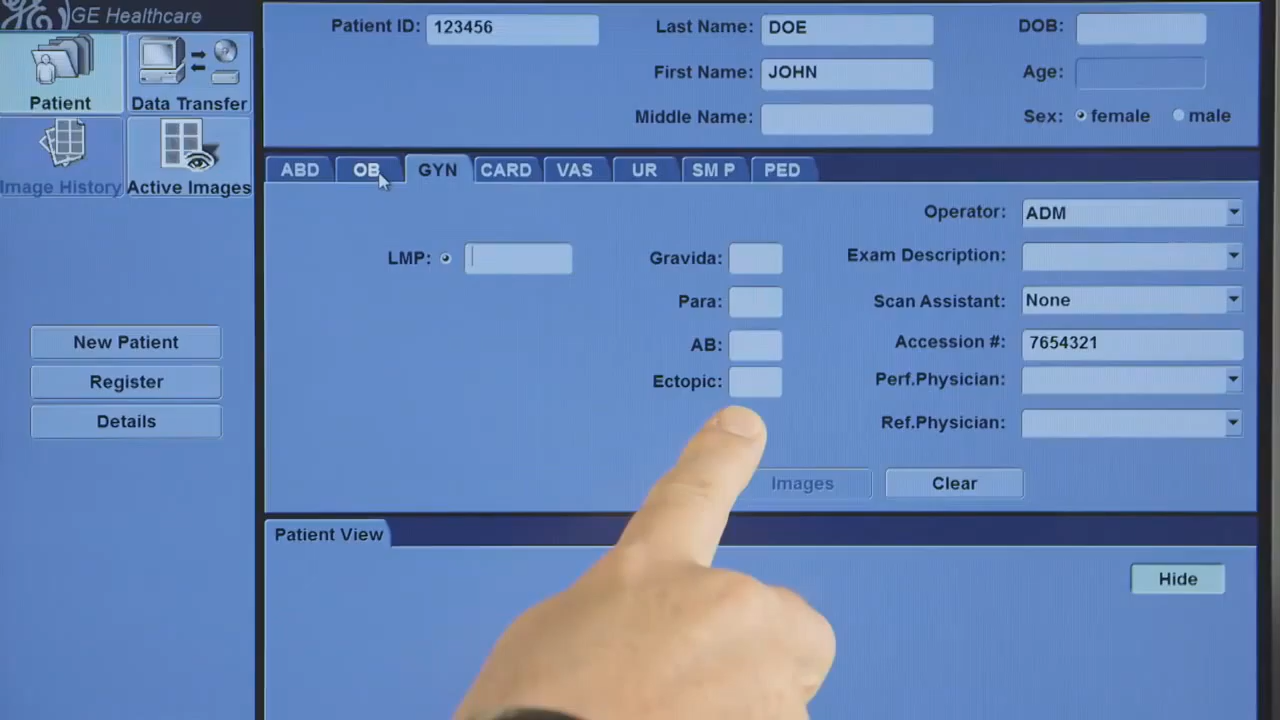 GE Healthcare
Patient
Data Transfer
Image History
Active Images
New Patient
Register
Details
Patient ID: 123456
Last Name: DOE
DOB:
First Name: JOHN
Age:
Middle Name:
Sex: female male
ABD OB GYN CARD VAS UR SM P PED
Operator: ADM
LMP:
Gravida:
Exam Description:
Para:
Scan Assistant: None
AB:
Accession #: 7654321
Ectopic:
Perf.Physician:
Ref.Physician:
Images
Clear
Patient View
Hide